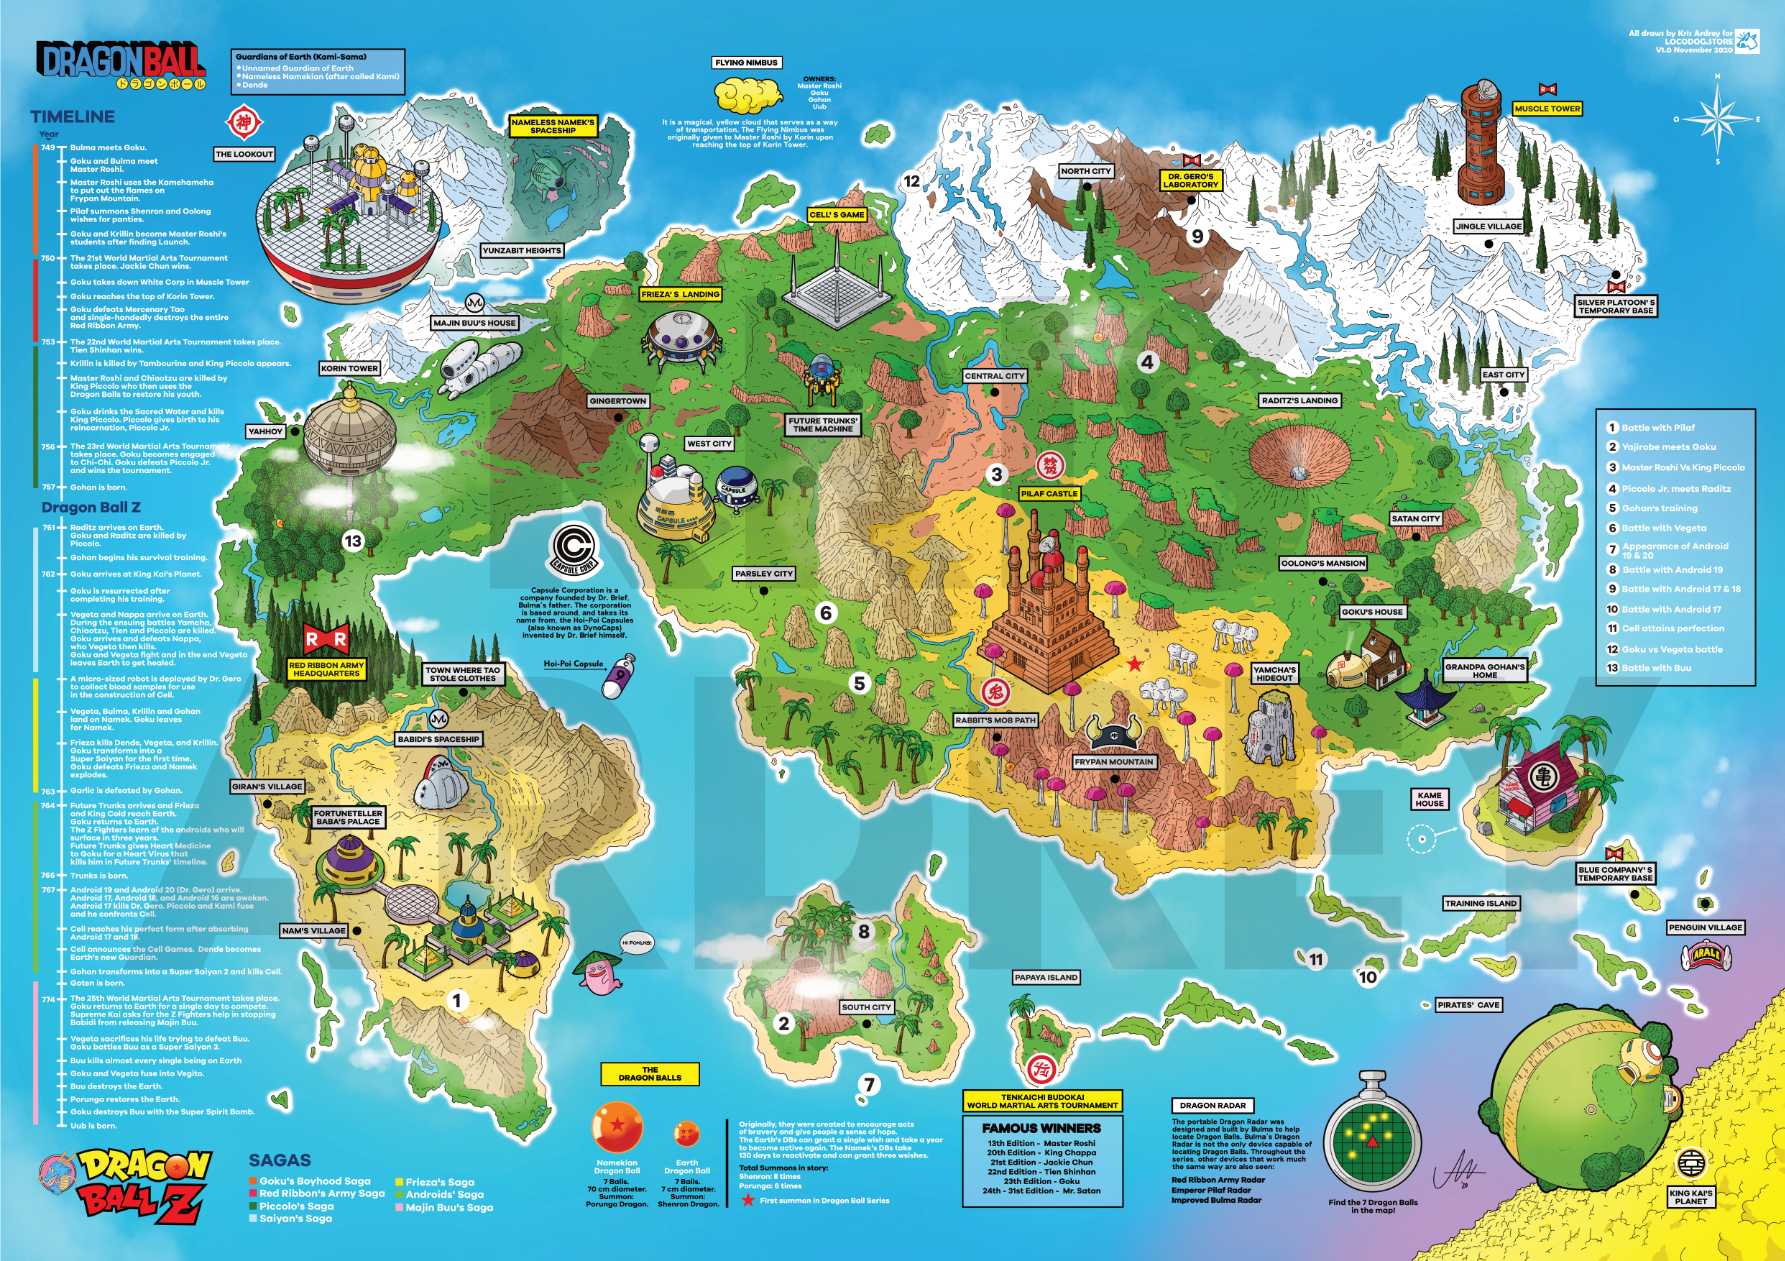 DRAGON BALL
ドラゴンボール
Guardians of Earth (Kami-Sama)
Unnamed Guardian of Earth
Nameless Namekian (after called Kami)
Dende
TIMELINE
Year
749 Bulma meets Goku.
Goku and Bulma meet
Master Roshi.
Master Roshi uses the Kamehameha
to put out the flames on
Frypan Mountain.
Pilaf summons Shenron and Oolong
wishes for panties.
Goku and Krillin become Master Roshi's
students after finding Launch.
750 The 21st World Martial Arts Tournament
takes place. Jackie Chun wins.
Goku takes down White Corp in Muscle Tower
Goku reaches the top of Korin Tower.
Goku defeats Mercenary Tao
and single-handedly destroys the entire
Red Ribbon Army.
753 The 22nd World Martial Arts Tournament takes place.
Tien Shinhan wins.
Krillin is killed by Tambourine and King Piccolo appears.
Master Roshi and Chiaotzu are killed by
King Piccolo who then uses the
Dragon Balls to restore his youth.
Goku drinks the Sacred Water and kills
King Piccolo. Piccolo gives birth to his
reincarnation, Piccolo Jr.
756 The 23rd World Martial Arts Tournament
takes place. Goku becomes engaged
to Chi-Chi. Goku defeats Piccolo Jr.
and wins the tournament.
757 Gohan is born.
Dragon Ball Z
761 Raditz arrives on Earth.
Goku and Raditz are killed by
Piccolo.
Gohan begins his survival training.
762 Goku arrives at King Kai's Planet.
Goku is resurrected after
completing his training.
Vegeta and Nappa arrive on Earth.
During the ensuing battles Yamcha,
Chiaotzu, Tien and Piccolo are killed.
Goku arrives and defeats Nappa,
who Vegeta then kills.
Goku and Vegeta fight and in the end Vegeta
leaves Earth to get healed.
A micro-sized robot is deployed by Dr. Gero
to collect blood samples for use
in the construction of Cell.
Vegeta, Bulma, Krillin and Gohan
land on Namek. Goku leaves
for Namek.
Frieza kills Dende, Vegeta, and Krillin.
Goku transforms into a
Super Saiyan for the first time.
Goku defeats Frieza and Namek
explodes.
763 Garlic is defeated by Gohan.
764 Future Trunks arrives and Frieza
and King Cold reach Earth.
Goku returns to Earth.
The Z Fighters learn of the androids who will
surface in three years.
Future Trunks gives Heart Medicine
to Goku for a Heart Virus that
kills him in Future Trunks' timeline.
766 Trunks is born.
767 Android 19 and Android 20 (Dr. Gero) arrive.
Android 17, Android 18, and Android 16 are awoken.
Android 17 kills Dr. Gero. Piccolo and Kami fuse
and he confronts Cell.
Cell reaches his perfect form after absorbing
Android 17 and 18.
Cell announces the Cell Games. Dende becomes
Earth's new Guardian.
Gohan transforms into a Super Saiyan 2 and kills Cell.
Goten is born.
774 The 25th World Martial Arts Tournament takes place.
Goku returns to Earth for a single day to compete.
Supreme Kai asks for the Z Fighters help in stopping
Babidi from releasing Majin Buu.
Vegeta sacrifices his life trying to defeat Buu.
Goku battles Buu as a Super Saiyan 3.
Buu kills almost every single being on Earth
Goku and Vegeta fuse into Vegito.
Buu destroys the Earth.
Porunga restores the Earth.
Goku destroys Buu with the Super Spirit Bomb.
Uub is born.
DRAGON
BALL Z
SAGAS
Goku's Boyhood Saga
Red Ribbon's Army Saga
Piccolo's Saga
Saiyan's Saga
Frieza's Saga
Androids' Saga
Majin Buu's Saga
神
THE LOOKOUT
NAMELESS NAMEK'S
SPACESHIP
YUNZABIT HEIGHTS
FLYING NIMBUS
OWNERS:
Master Roshi
Goku
Gohan
Uub
It is a magical, yellow cloud that serves as a way
of transportation. The Flying Nimbus was
originally given to Master Roshi by Korin upon
reaching the top of Korin Tower.
All draws by Kris Ardrey for
LOCODOG.STORE
V1.0 November 2020
N
O
E
S
RR
MUSCLE TOWER
12
NORTH CITY
RR
DR. GERO'S
LABORATORY
CELL'S GAME
9
JINGLE VILLAGE
RR
SILVER PLATOON'S
TEMPORARY BASE
FRIEZA'S LANDING
M
MAJIN BUU'S HOUSE
KORIN TOWER
4
CENTRAL CITY
EAST CITY
GINGERTOWN
RADITZ'S LANDING
FUTURE TRUNKS'
TIME MACHINE
YAHHOY
WEST CITY
CAPSULE
CAPSULE
3
PILAF CASTLE
SATAN CITY
13
C
CAPSULE CORP.
Capsule Corporation is a
company founded by Dr. Brief,
Bulma's father. The corporation
is based around, and takes its
name from, the Hoi-Poi Capsules
(also known as DynoCaps)
invented by Dr. Brief himself.
Hoi-Poi Capsule
9
PARSLEY CITY
6
OOLONG'S MANSION
GOKU'S HOUSE
RR
RED RIBBON ARMY
HEADQUARTERS
TOWN WHERE TAO
STOLE CLOTHES
GRANDPA GOHAN'S
HOME
YAMCHA'S
HIDEOUT
5
兎
RABBIT'S MOB PATH
M
BABIDI'S SPACESHIP
FRYPAN MOUNTAIN
GIRAN'S VILLAGE
FORTUNETELLER
BABA'S PALACE
KAME
HOUSE
亀
KAME
HOUSE
RR
BLUE COMPANY'S
TEMPORARY BASE
TRAINING ISLAND
PENGUIN VILLAGE
ARALE
NAM'S VILLAGE
HI FOHLKS!
8
11
10
PAPAYA ISLAND
PIRATES' CAVE
1
SOUTH CITY
2
7
1 Battle with Pilaf
2 Yajirobe meets Goku
3 Master Roshi Vs King Piccolo
4 Piccolo Jr. meets Raditz
5 Gohan's training
6 Battle with Vegeta
7 Appearance of Android
19 & 20
8 Battle with Android 19
9 Battle with Android 17 & 18
10 Battle with Android 17
11 Cell attains perfection
12 Goku vs Vegeta battle
13 Battle with Buu
THE
DRAGON BALLS
Namekian
Dragon Ball
7 Balls.
70 cm diameter.
Summon:
Porunga Dragon.
Earth
Dragon Ball
7 Balls.
7 cm diameter.
Summon:
Shenron Dragon.
Originally, they were created to encourage acts
of bravery and give people a sense of hope.
The Earth's DBs can grant a single wish and take a year
to become active again. The Namek's DBs take
130 days to reactivate and can grant three wishes.
Total Summons in story:
Shenron: 8 times
Porunga: 6 times
First summon in Dragon Ball Series
TENKAICHI BUDOKAI
WORLD MARTIAL ARTS TOURNAMENT
FAMOUS WINNERS
13th Edition - Master Roshi
20th Edition - King Chappa
21st Edition - Jackie Chun
22nd Edition - Tien Shinhan
23th Edition - Goku
24th - 31st Edition - Mr. Satan
DRAGON RADAR
The portable Dragon Radar was
designed and built by Bulma to help
locate Dragon Balls. Bulma's Dragon
Radar is not the only device capable of
locating Dragon Balls. Throughout the
series, other devices that work much
the same way are also seen:
Red Ribbon Army Radar
Emperor Pilaf Radar
Improved Bulma Radar
Find the 7 Dragon Balls
in the map!
KING KAI'S
PLANET
KRIS
ARDREY